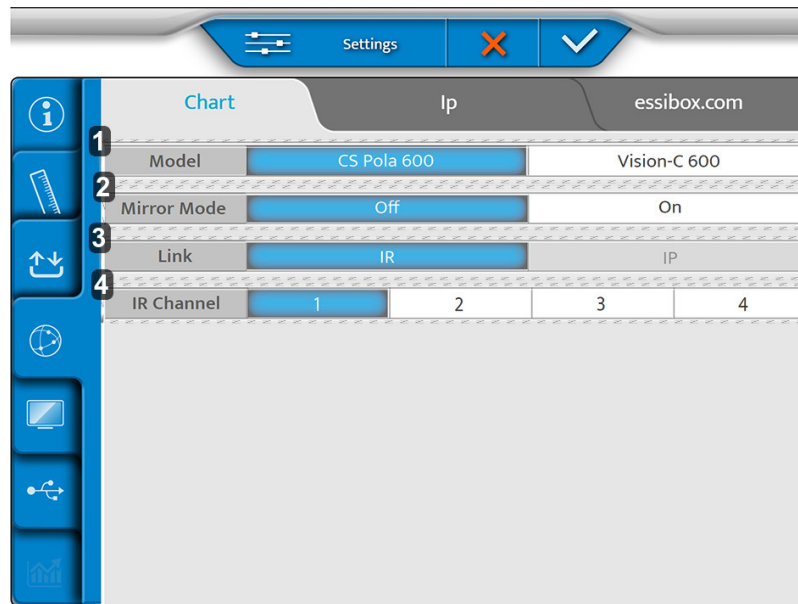 Settings
Chart Ip essibox.com
1
Model CS Pola 600 Vision-C 600
2
Mirror Mode Off On
3
Link IR IP
4
IR Channel 1 2 3 4